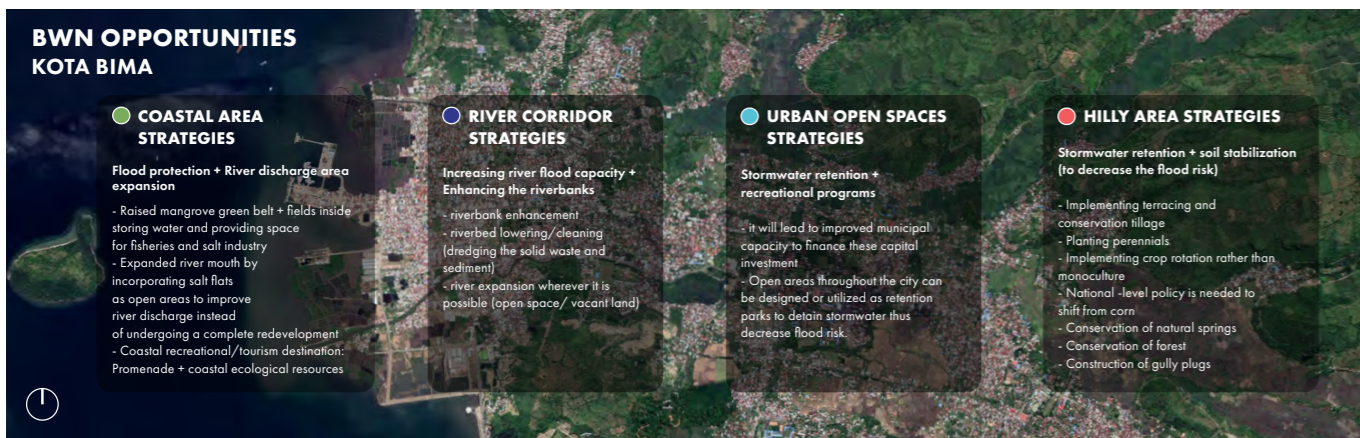 BWN OPPORTUNITIES
KOTA BIMA
COASTAL AREA
STRATEGIES
Flood protection + River discharge area
expansion
- Raised mangrove green belt + fields inside
storing water and providing space
for fisheries and salt industry
- Expanded river mouth by
incorporating salt flats
as open areas to improve
river discharge instead
of undergoing a complete redevelopment
- Coastal recreational/tourism destination:
Promenade + coastal ecological resources
RIVER CORRIDOR
STRATEGIES
Increasing river flood capacity +
Enhancing the riverbanks
- riverbank enhancement
- riverbed lowering/cleaning
(dredging the solid waste and
sediment)
- river expansion wherever it is
possible (open space/ vacant land)
URBAN OPEN SPACES
STRATEGIES
Stormwater retention +
recreational programs
- it will lead to improved municipal
capacity to finance these capital
investment
- Open areas throughout the city can
be designed or utilized as retention
parks to detain stormwater thus
decrease flood risk.
HILLY AREA STRATEGIES
Stormwater retention + soil stabilization
(to decrease the flood risk)
- Implementing terracing and
conservation tillage
- Planting perennials
- Implementing crop rotation rather than
monoculture
- National -level policy is needed to
shift from corn
- Conservation of natural springs
- Conservation of forest
- Construction of gully plugs